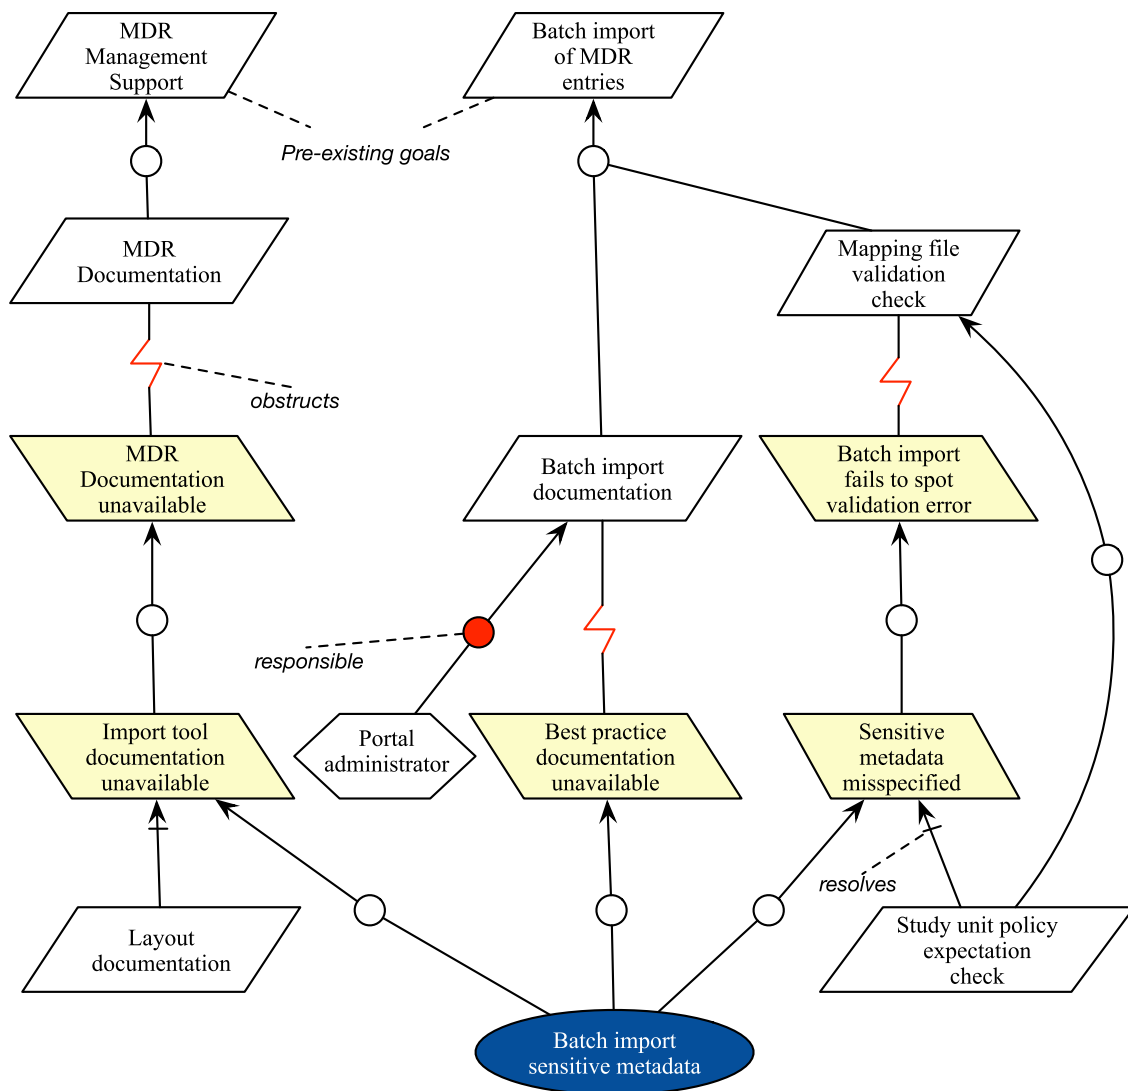 MDR
Management
Support
Batch import
of MDR
entries
Pre-existing goals
MDR
Documentation
Mapping file
validation
check
obstructs
MDR
Documentation
unavailable
Batch import
documentation
Batch import
fails to spot
validation error
responsible
Import tool
documentation
unavailable
Portal
administrator
Best practice
documentation
unavailable
Sensitive
metadata
misspecified
resolves
Layout
documentation
Study unit policy
expectation
check
Batch import
sensitive metadata